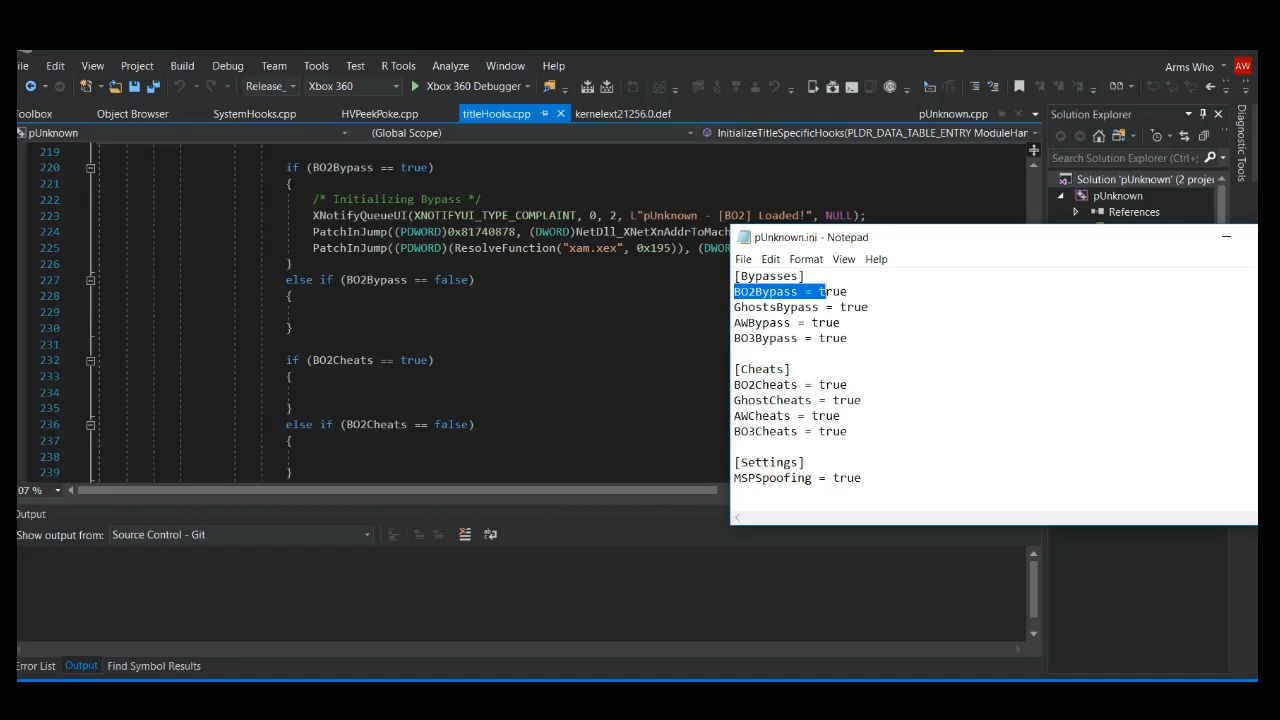 ile Edit View Project Build Debug Team Tools R Tools Analyze Window Help Arms Who AW
Release Xbox 360 Xbox 360 Debugger
Toolbox Object Browser SystemHooks.cpp HVPeekPoke.cpp titleHooks.cpp kernelext21256.0.def pUnknown.cpp Solution Explorer
pUnknown (Global Scope) InitializeTitleSpecificHooks(PLDR_DATA_TABLE_ENTRY ModuleHan
Search Solution Explorer (Ctrl+;
Solution 'pUnknown' (2 projec
pUnknown
References
Diagnostic Tools
219
220 if (BO2Bypass == true)
221 {
222 /* Initializing Bypass */
223 XNotifyQueueUI(XNOTIFYUI_TYPE_COMPLAINT, 0, 2, L"pUnknown - [BO2] Loaded!", NULL);
224 PatchInJump((PDWORD)0x81740878, (DWORD)NetDll_XNetXnAddrToMach
225 PatchInJump((PDWORD)(ResolveFunction("xam.xex", 0x195)), (DWO
226 }
227 else if (BO2Bypass == false)
228 {
229
230 }
231
232 if (BO2Cheats == true)
233 {
234
235 }
236 else if (BO2Cheats == false)
237 {
238
239 }
07 %
pUnknown.ini - Notepad
File Edit Format View Help
[Bypasses]
BO2Bypass = true
GhostsBypass = true
AWBypass = true
BO3Bypass = true
[Cheats]
BO2Cheats = true
GhostCheats = true
AWCheats = true
BO3Cheats = true
[Settings]
MSPSpoofing = true
Output
Show output from: Source Control - Git
Error List Output Find Symbol Results